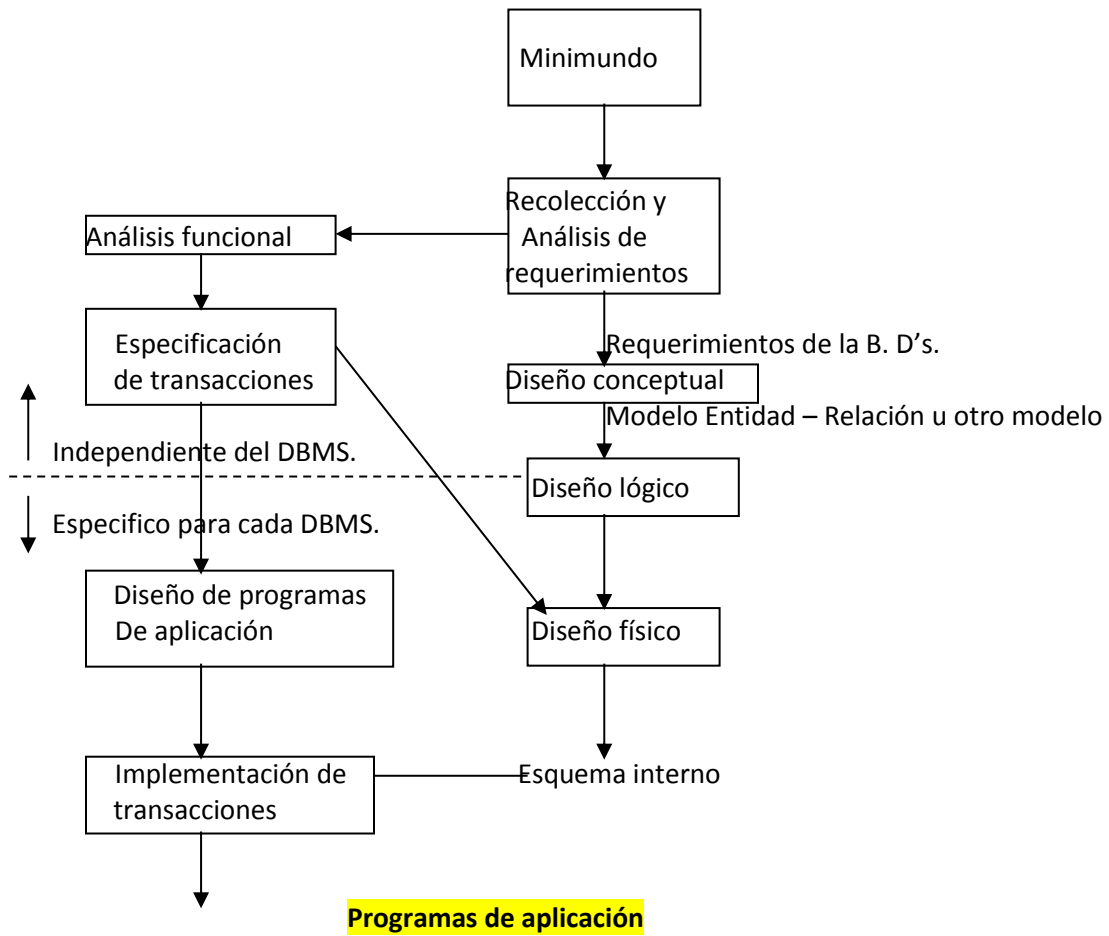 Minimundo
Recolección y
Análisis de
requerimientos
Análisis funcional
Especificación
de transacciones
Requerimientos de la B. D’s.
Diseño conceptual
Modelo Entidad – Relación u otro modelo
Independiente del DBMS.
Diseño lógico
Especifico para cada DBMS.
Diseño de programas
De aplicación
Diseño físico
Implementación de
transacciones
Esquema interno
Programas de aplicación